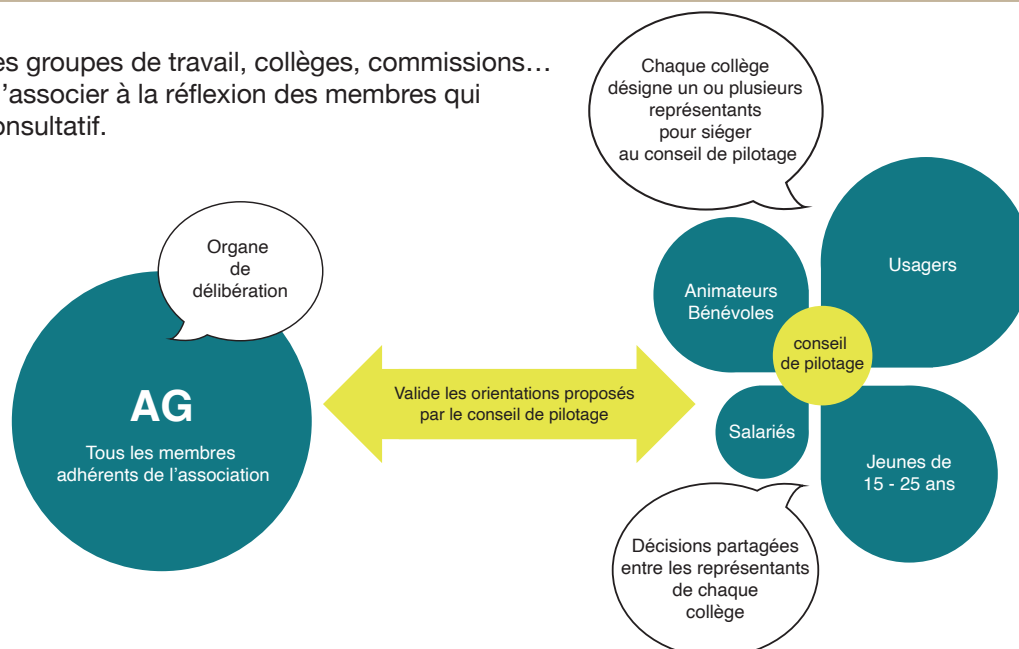 es groupes de travail, collèges, commissions…
'associer à la réflexion des membres qui
onsultatif.
Chaque collège
désigne un ou plusieurs
représentants
pour siéger
au conseil de pilotage
Organe
de
délibération
AG
Tous les membres
adhérents de l'association
Valide les orientations proposés
par le conseil de pilotage
Animateurs
Bénévoles
Usagers
conseil
de pilotage
Salariés
Jeunes de
15 - 25 ans
Décisions partagées
entre les représentants
de chaque
collège